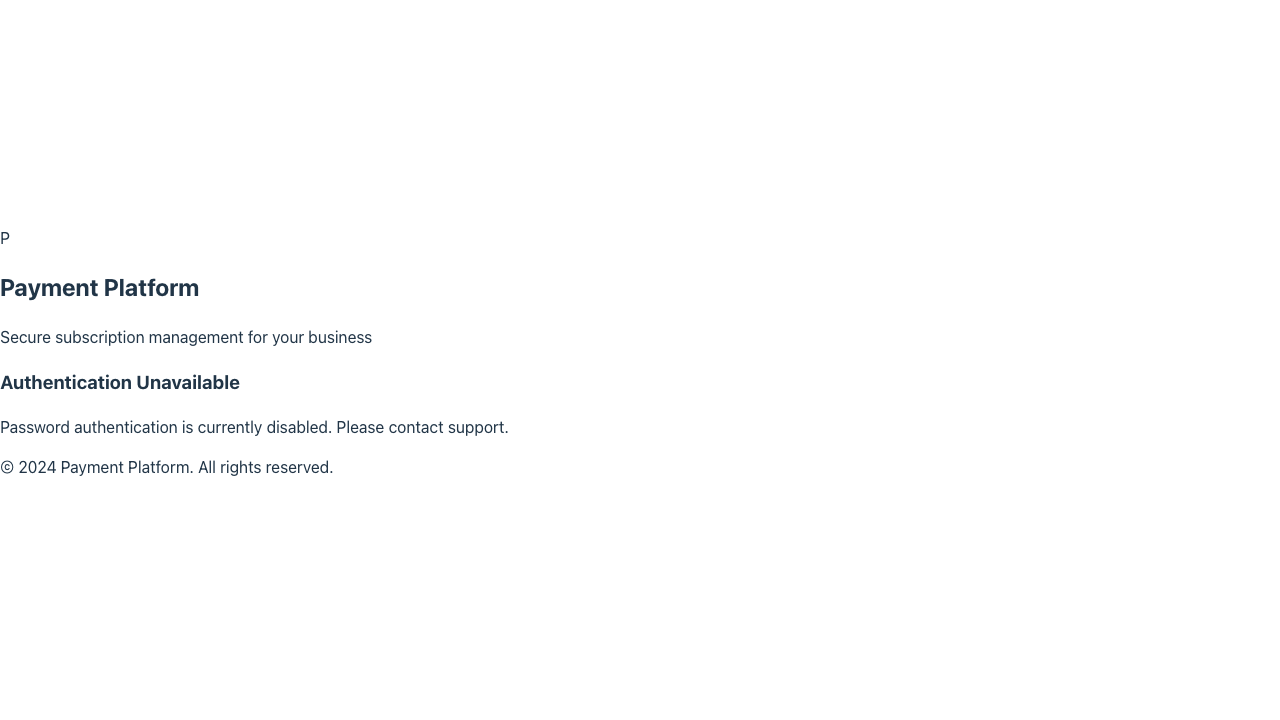 P
Payment Platform
Secure subscription management for your business
Authentication Unavailable
Password authentication is currently disabled. Please contact support.
© 2024 Payment Platform. All rights reserved.